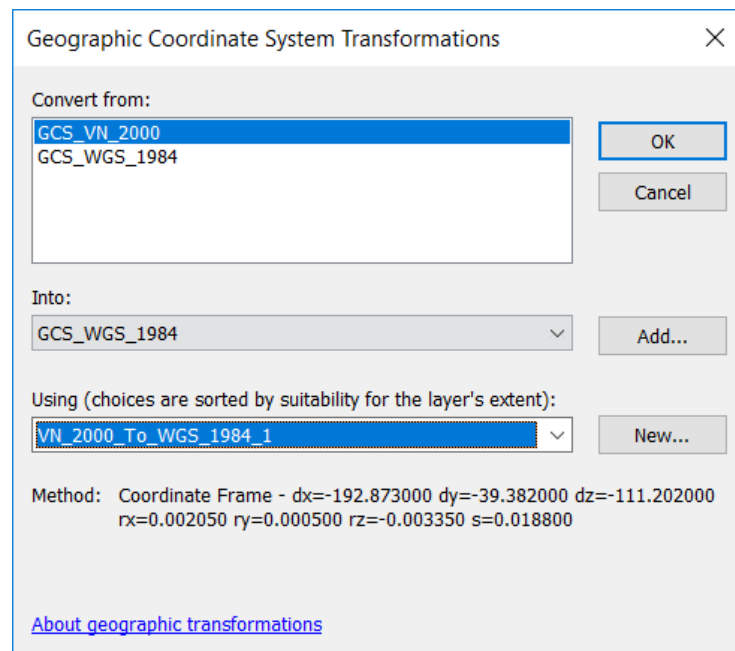 Geographic Coordinate System Transformations
Convert from:
GCS_VN_2000
GCS_WGS_1984
OK
Cancel
Into:
GCS_WGS_1984
Add...
Using (choices are sorted by suitability for the layer's extent):
VN_2000_To_WGS_1984_1
New...
Method: Coordinate Frame - dx=-192.873000 dy=-39.382000 dz=-111.202000
rx=0.002050 ry=0.000500 rz=-0.003350 s=0.018800
About geographic transformations